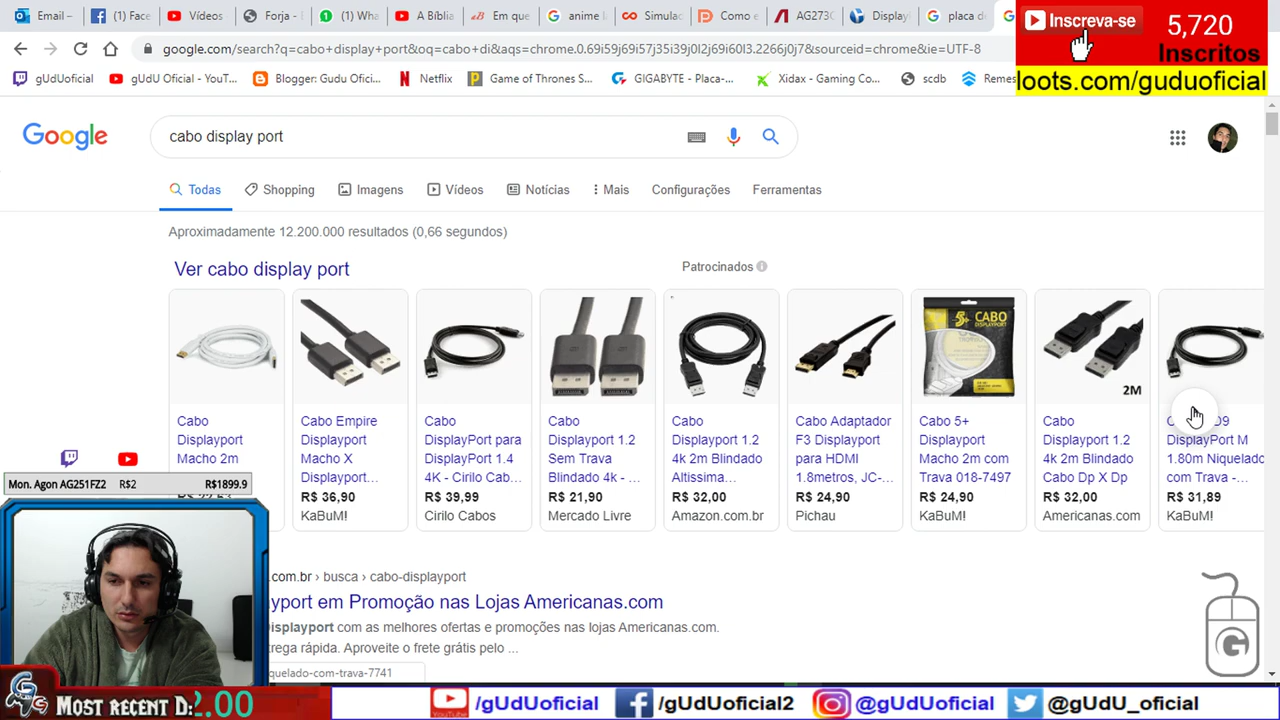 Email –
(1) Face
Vídeos
Forja -
(1) Wha
A Bíblia
Em que
anime l
Simulac
Como é
AG273C
Display
placa d
google.com/search?q=cabo+display+port&oq=cabo+di&aqs=chrome.0.69i59j69i57j35i39j0l2j69i60l3.2266j0j7&sourceid=chrome&ie=UTF-8
Inscreva-se
5,720
Inscritos
loots.com/guduoficial
gUduoficial
gUdU Oficial - YouT...
Blogger: Gudu Ofici...
Netflix
Game of Thrones S...
GIGABYTE - Placa-...
Xidax - Gaming Co...
scdb
Remes
Google
cabo display port
Todas
Shopping
Imagens
Vídeos
Notícias
Mais
Configurações
Ferramentas
Aproximadamente 12.200.000 resultados (0,66 segundos)
Ver cabo display port
Patrocinados
2M
CABO
DISPLAYPORT
Cabo
Displayport
Macho 2m
Cabo Empire
Displayport
Macho X
Displayport...
R$ 36,90
KaBuM!
Cabo
DisplayPort para
DisplayPort 1.4
4K - Cirilo Cab...
R$ 39,99
Cirilo Cabos
Cabo
Displayport 1.2
Sem Trava
Blindado 4k - ...
R$ 21,90
Mercado Livre
Cabo
Displayport 1.2
4k 2m Blindado
Altissima
R$ 32,00
Amazon.com.br
Cabo Adaptador
F3 Displayport
para HDMI
1.8metros, JC-...
R$ 24,90
Pichau
Cabo 5+
Displayport
Macho 2m com
Trava 018-7497
R$ 24,90
KaBuM!
Cabo
Displayport 1.2
4k 2m Blindado
Cabo Dp X Dp
R$ 32,00
Americanas.com
DisplayPort M
1.80m Niquelado
com Trava -...
R$ 31,89
KaBuM!
Mon. Agon AG251FZ2 R$2 R$1899.9
.com.br › busca › cabo-displayport
yport em Promoção nas Lojas Americanas.com
isplayport com as melhores ofertas e promoções nas lojas Americanas.com.
trega rápida. Aproveite o frete grátis pelo ...
quelado-com-trava-7741
G
Most recent D:
2.00
/gUdUoficial
/gUdUoficial2
@gUdUoficial
@gUdU_oficial